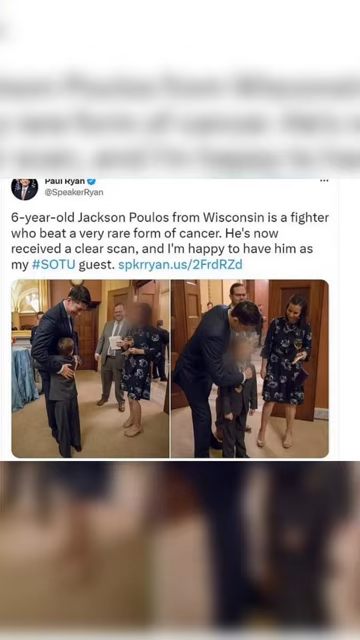 Paul Ryan
@SpeakerRyan
6-year-old Jackson Poulos from Wisconsin is a fighter
who beat a very rare form of cancer. He's now
received a clear scan, and I'm happy to have him as
my #SOTU guest. spkrryan.us/2FrdRZd